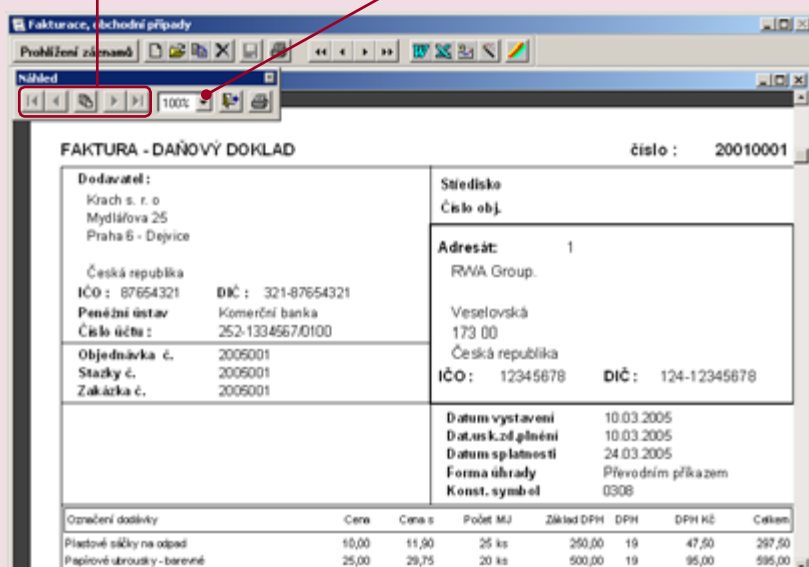 Fakturace, obchodní případy
Prohlížení záznamů
Náhled
100%
FAKTURA - DAŇOVÝ DOKLAD číslo : 20010001
Dodavatel :
Krach s. r. o
Mydlářova 25
Praha 6 - Dejvice
Česká republika
IČO : 87654321 DIČ : 321-87654321
Peněžní ústav Komerční banka
Číslo účtu : 252-1334567/0100
Objednávka č. 2005001
Stazky č. 2005001
Zakázka č. 2005001
Středisko
Číslo obj.
Adresát: 1
RWA Group.
Veselovská
173 00
Česká republika
IČO : 12345678 DIČ : 124-12345678
Datum vystavení 10.03.2005
Dat.usk.zd.plnění 10.03.2005
Datum splatnosti 24.03.2005
Forma úhrady Převodním příkazem
Konst. symbol 0308
Označení dodávky Cena Cena s Počet MJ Základ DPH DPH DPH Kč Celkem
Plastové sáčky na odpad 10,00 11,90 25 ks 250,00 19 47,50 297,50
Papírové ubrousky - barevné 25,00 29,75 20 ks 500,00 19 95,00 595,00